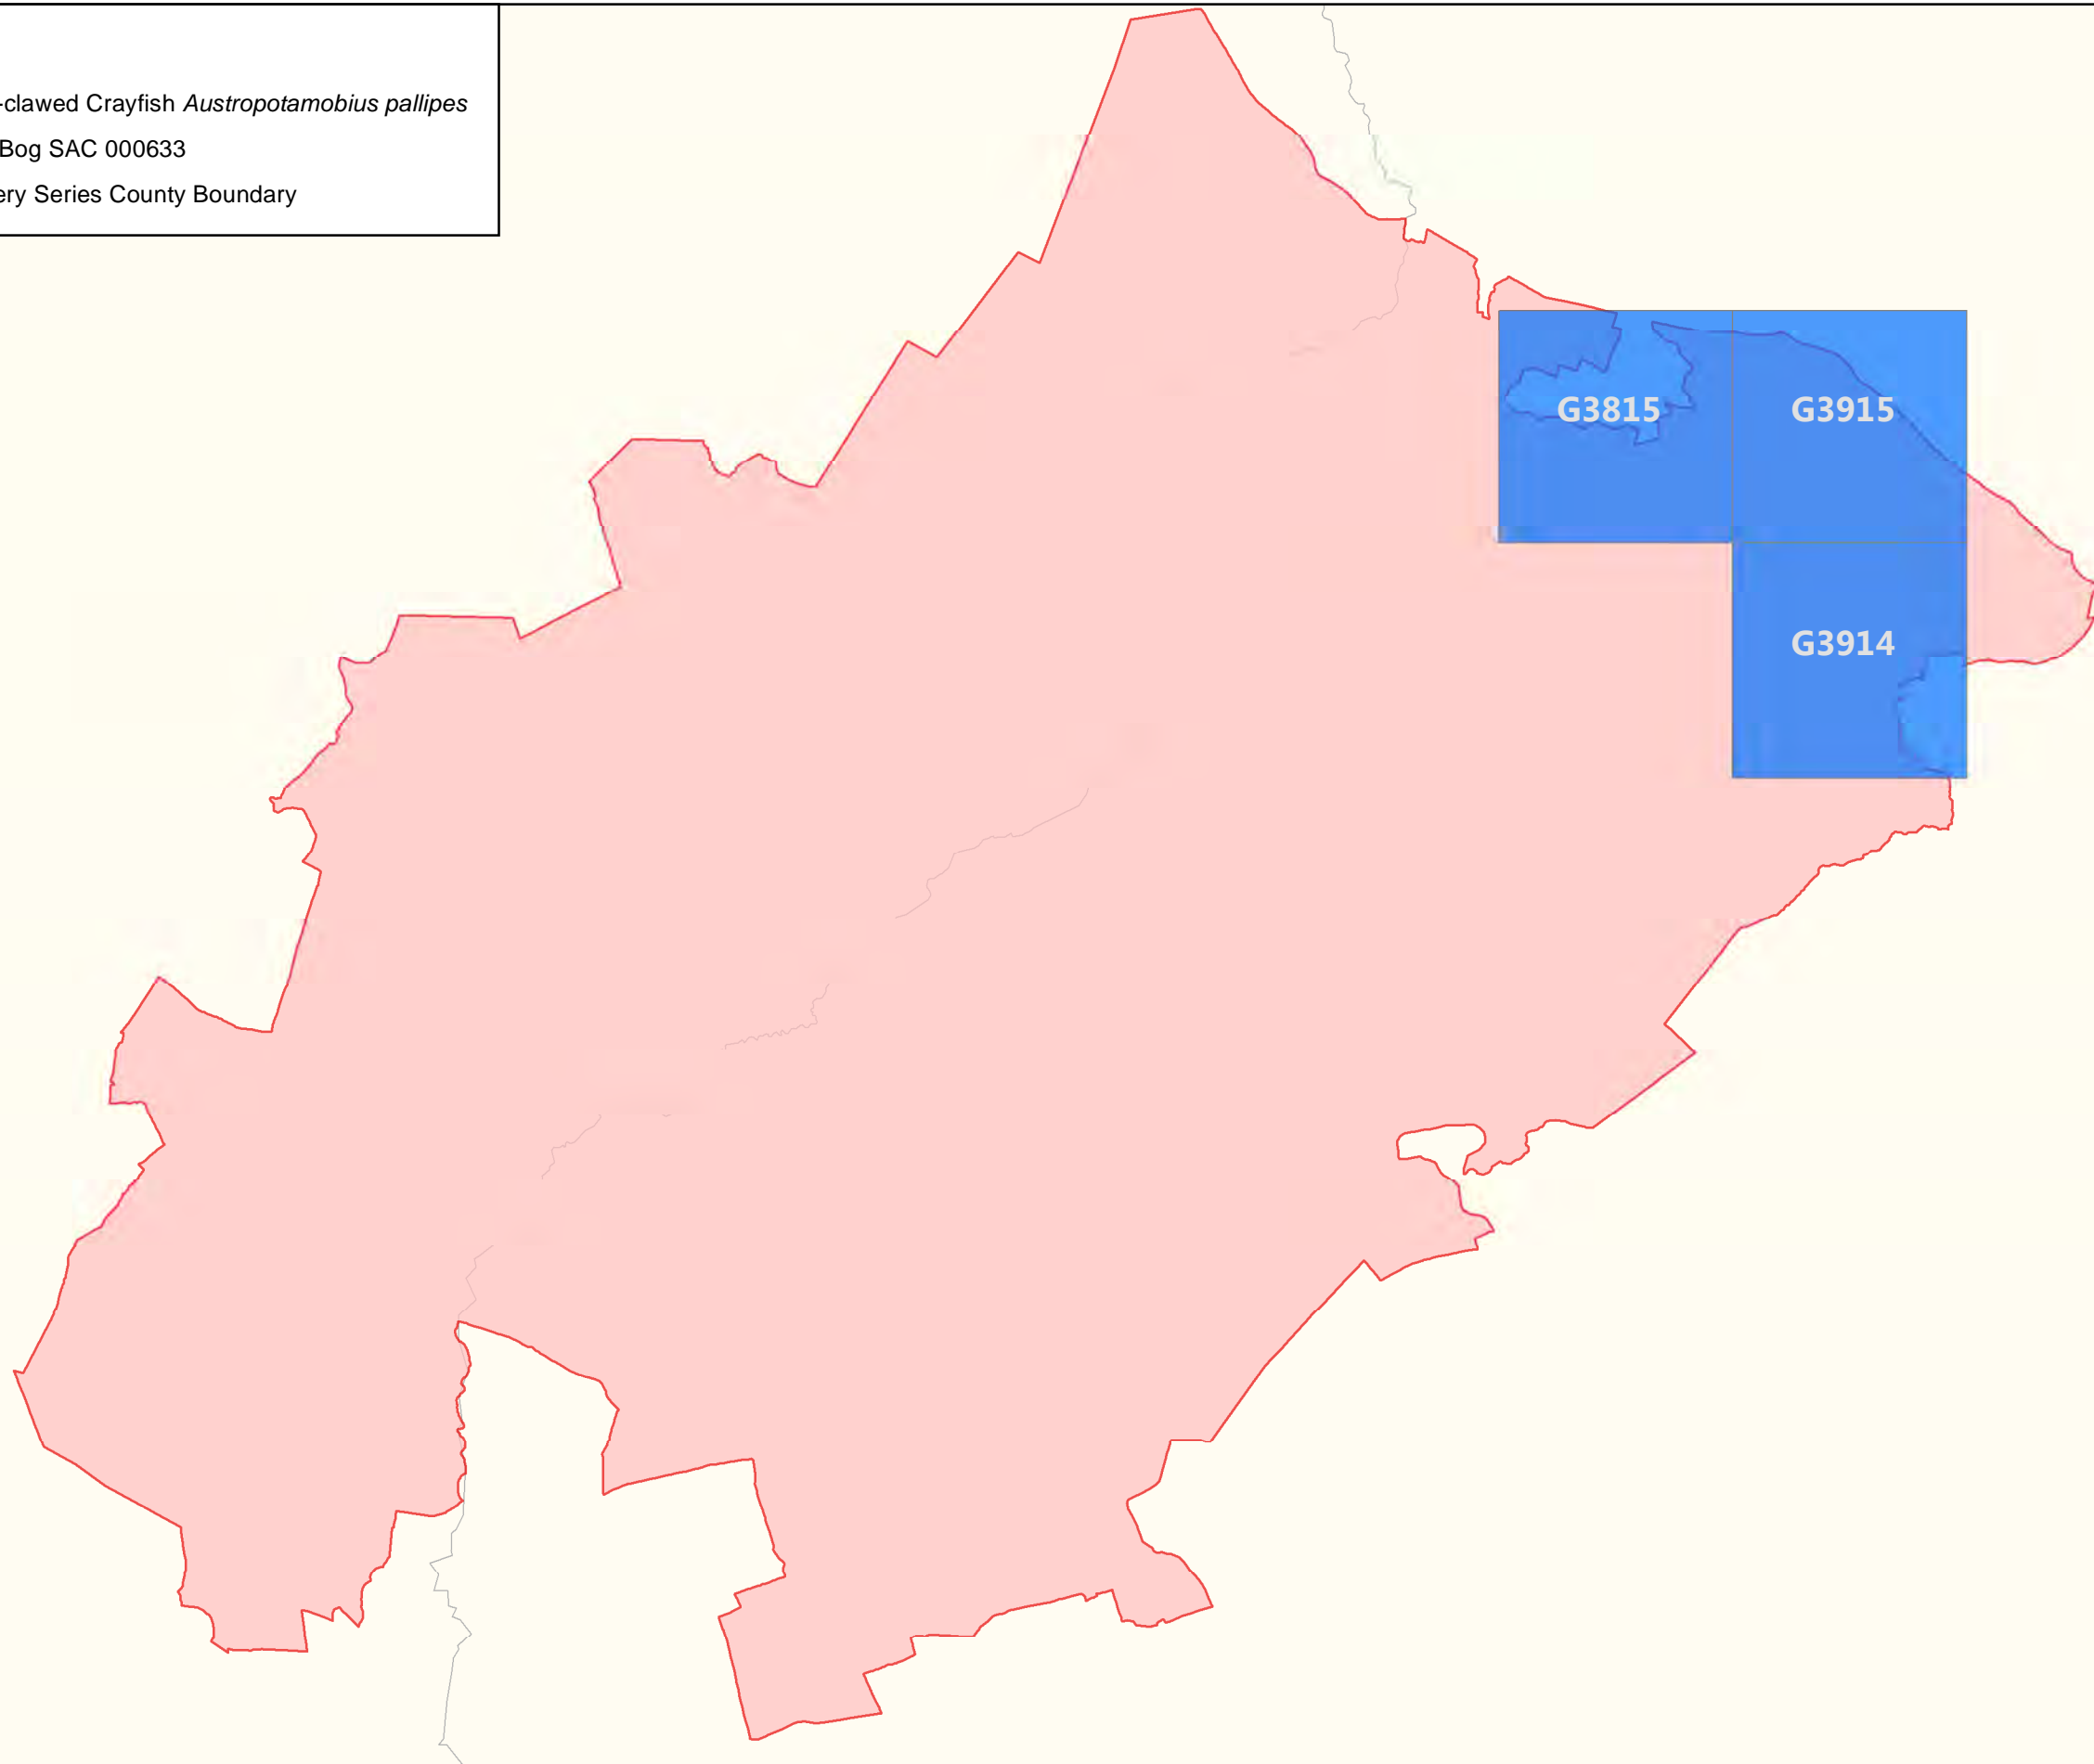 -clawed Crayfish Austropotamobius pallipes
Bog SAC 000633
ery Series County Boundary
G3815
G3915
G3914